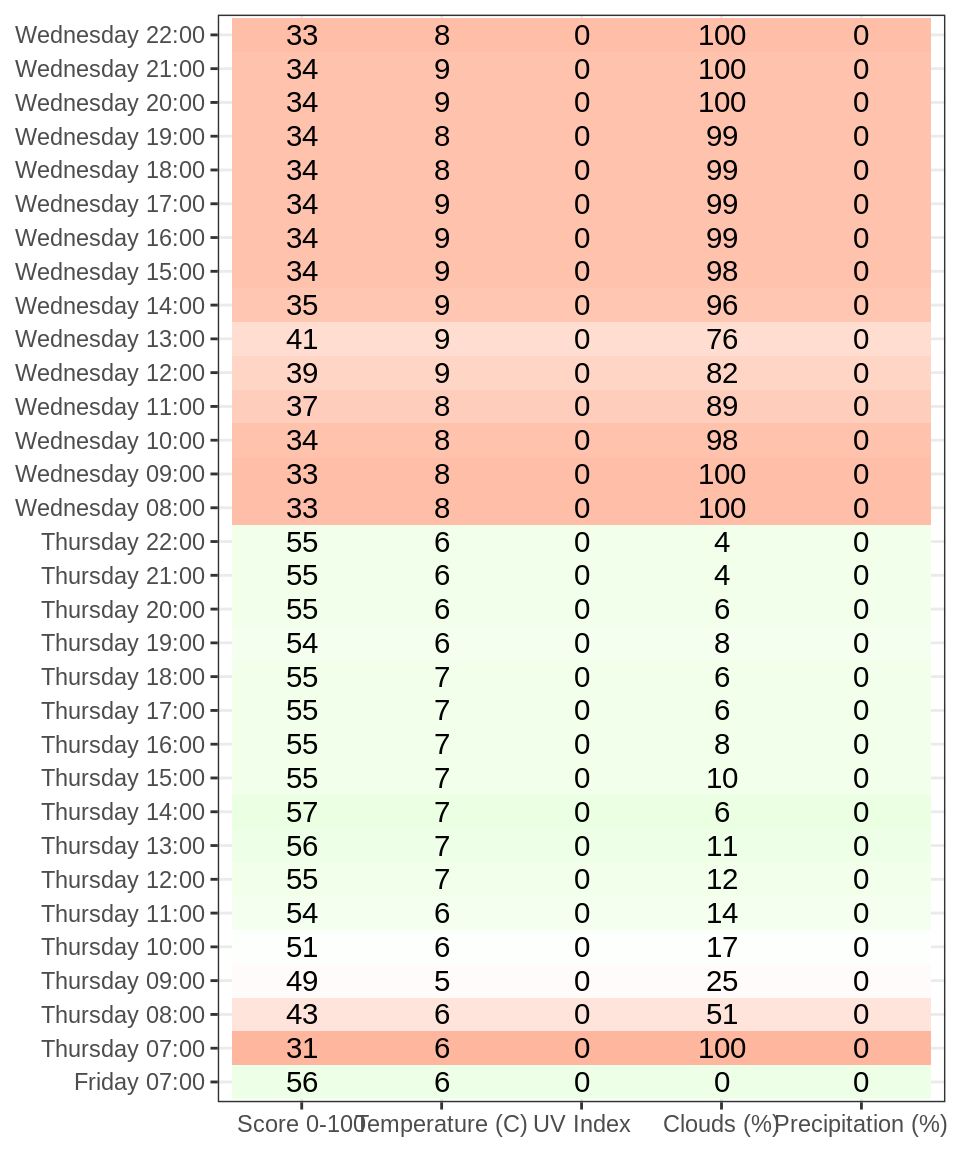 Wednesday 22:00 33 8 0 100 0
Wednesday 21:00 34 9 0 100 0
Wednesday 20:00 34 9 0 100 0
Wednesday 19:00 34 8 0 99 0
Wednesday 18:00 34 8 0 99 0
Wednesday 17:00 34 9 0 99 0
Wednesday 16:00 34 9 0 99 0
Wednesday 15:00 34 9 0 98 0
Wednesday 14:00 35 9 0 96 0
Wednesday 13:00 41 9 0 76 0
Wednesday 12:00 39 9 0 82 0
Wednesday 11:00 37 8 0 89 0
Wednesday 10:00 34 8 0 98 0
Wednesday 09:00 33 8 0 100 0
Wednesday 08:00 33 8 0 100 0
Thursday 22:00 55 6 0 4 0
Thursday 21:00 55 6 0 4 0
Thursday 20:00 55 6 0 6 0
Thursday 19:00 54 6 0 8 0
Thursday 18:00 55 7 0 6 0
Thursday 17:00 55 7 0 6 0
Thursday 16:00 55 7 0 8 0
Thursday 15:00 55 7 0 10 0
Thursday 14:00 57 7 0 6 0
Thursday 13:00 56 7 0 11 0
Thursday 12:00 55 7 0 12 0
Thursday 11:00 54 6 0 14 0
Thursday 10:00 51 6 0 17 0
Thursday 09:00 49 5 0 25 0
Thursday 08:00 43 6 0 51 0
Thursday 07:00 31 6 0 100 0
Friday 07:00 56 6 0 0 0
Score 0-100 Temperature (C) UV Index Clouds (%) Precipitation (%)